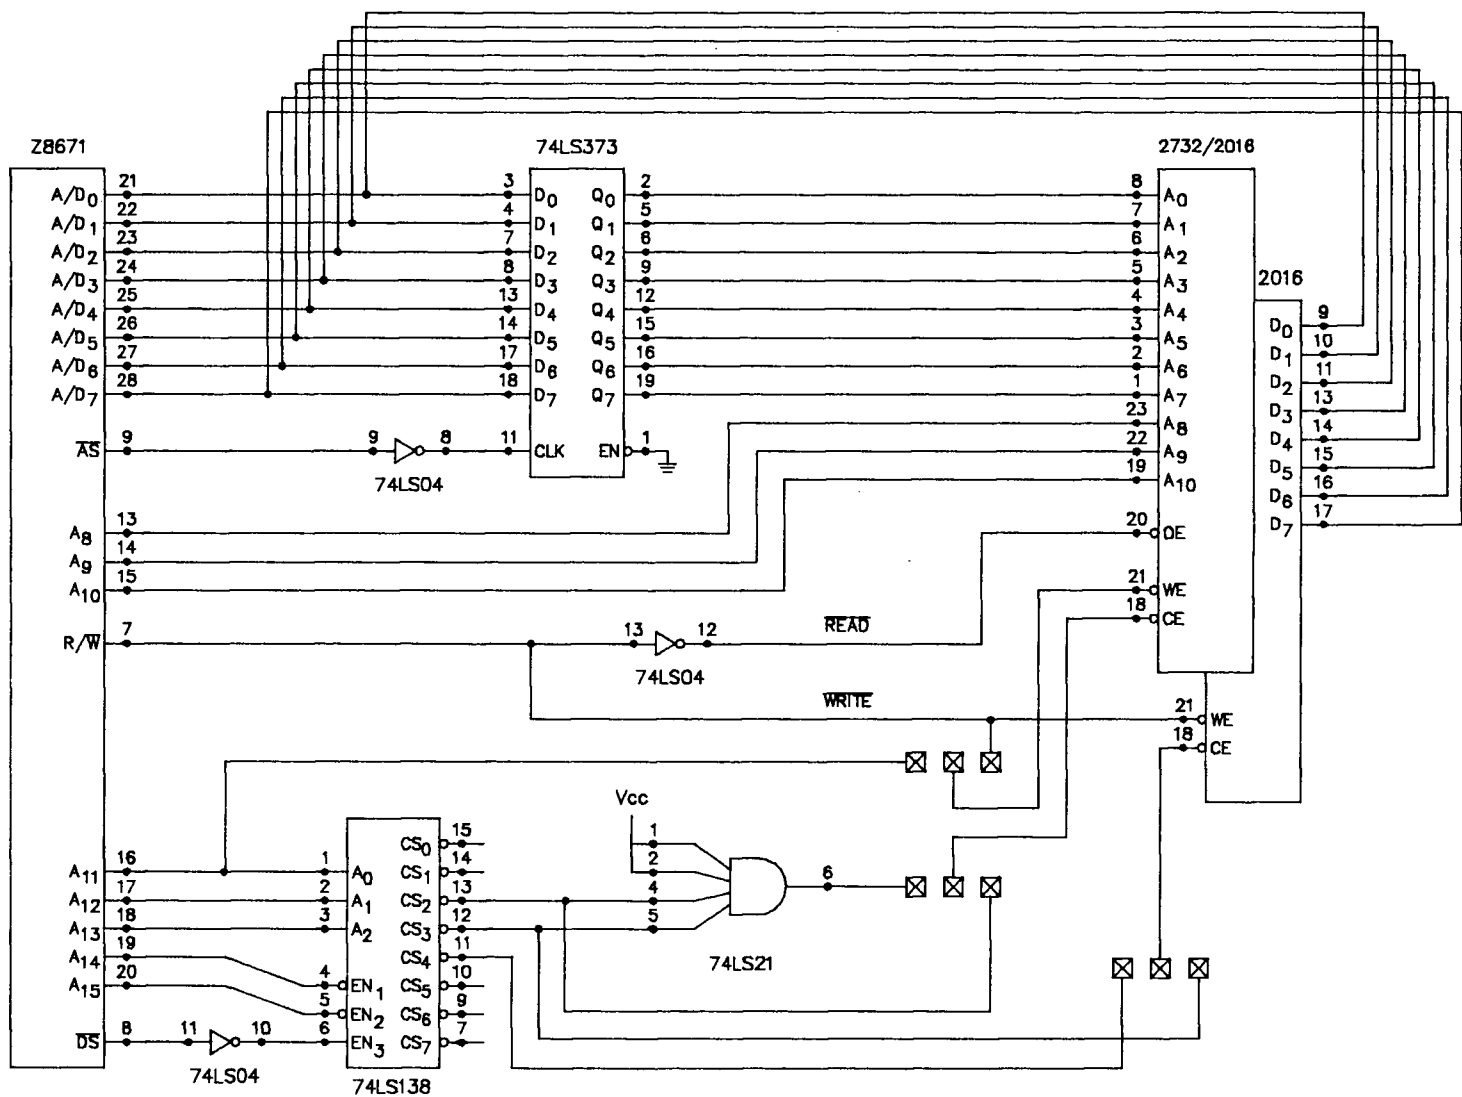 Z8671 74LS373 2732/2016
A/D0 21 3 D0 Q0 2 8 A0
A/D1 22 4 D1 Q1 5 7 A1
A/D2 23 7 D2 Q2 6 6 A2
A/D3 24 8 D3 Q3 9 5 A3 2016
A/D4 25 13 D4 Q4 12 4 A4 D0 9
A/D5 26 14 D5 Q5 15 3 A5 D1 10
A/D6 27 17 D6 Q6 16 2 A6 D2 11
A/D7 28 18 D7 Q7 19 1 A7 D3 13
23 A8 D4 14
AS 9 9 8 11 CLK EN 1 22 A9 D5 15
74LS04 19 A10 D6 16
A8 13 20 OE D7 17
A9 14
A10 15 21 WE
18 CE
R/W 7 13 12 READ
74LS04
WRITE 21 WE
18 CE
Vcc
CS0 15 1
A11 16 1 A0 CS1 14 2 6
A12 17 2 A1 CS2 13 4
A13 18 3 A2 CS3 12 5
A14 19 CS4 11 74LS21
A15 20 4 EN1 CS5 10
5 EN2 CS6 9
DS 8 11 10 6 EN3 CS7 7
74LS04 74LS138